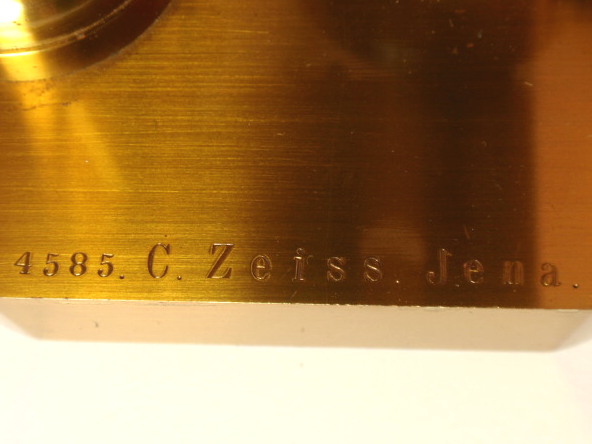 4585. C. Zeiss. Jena.